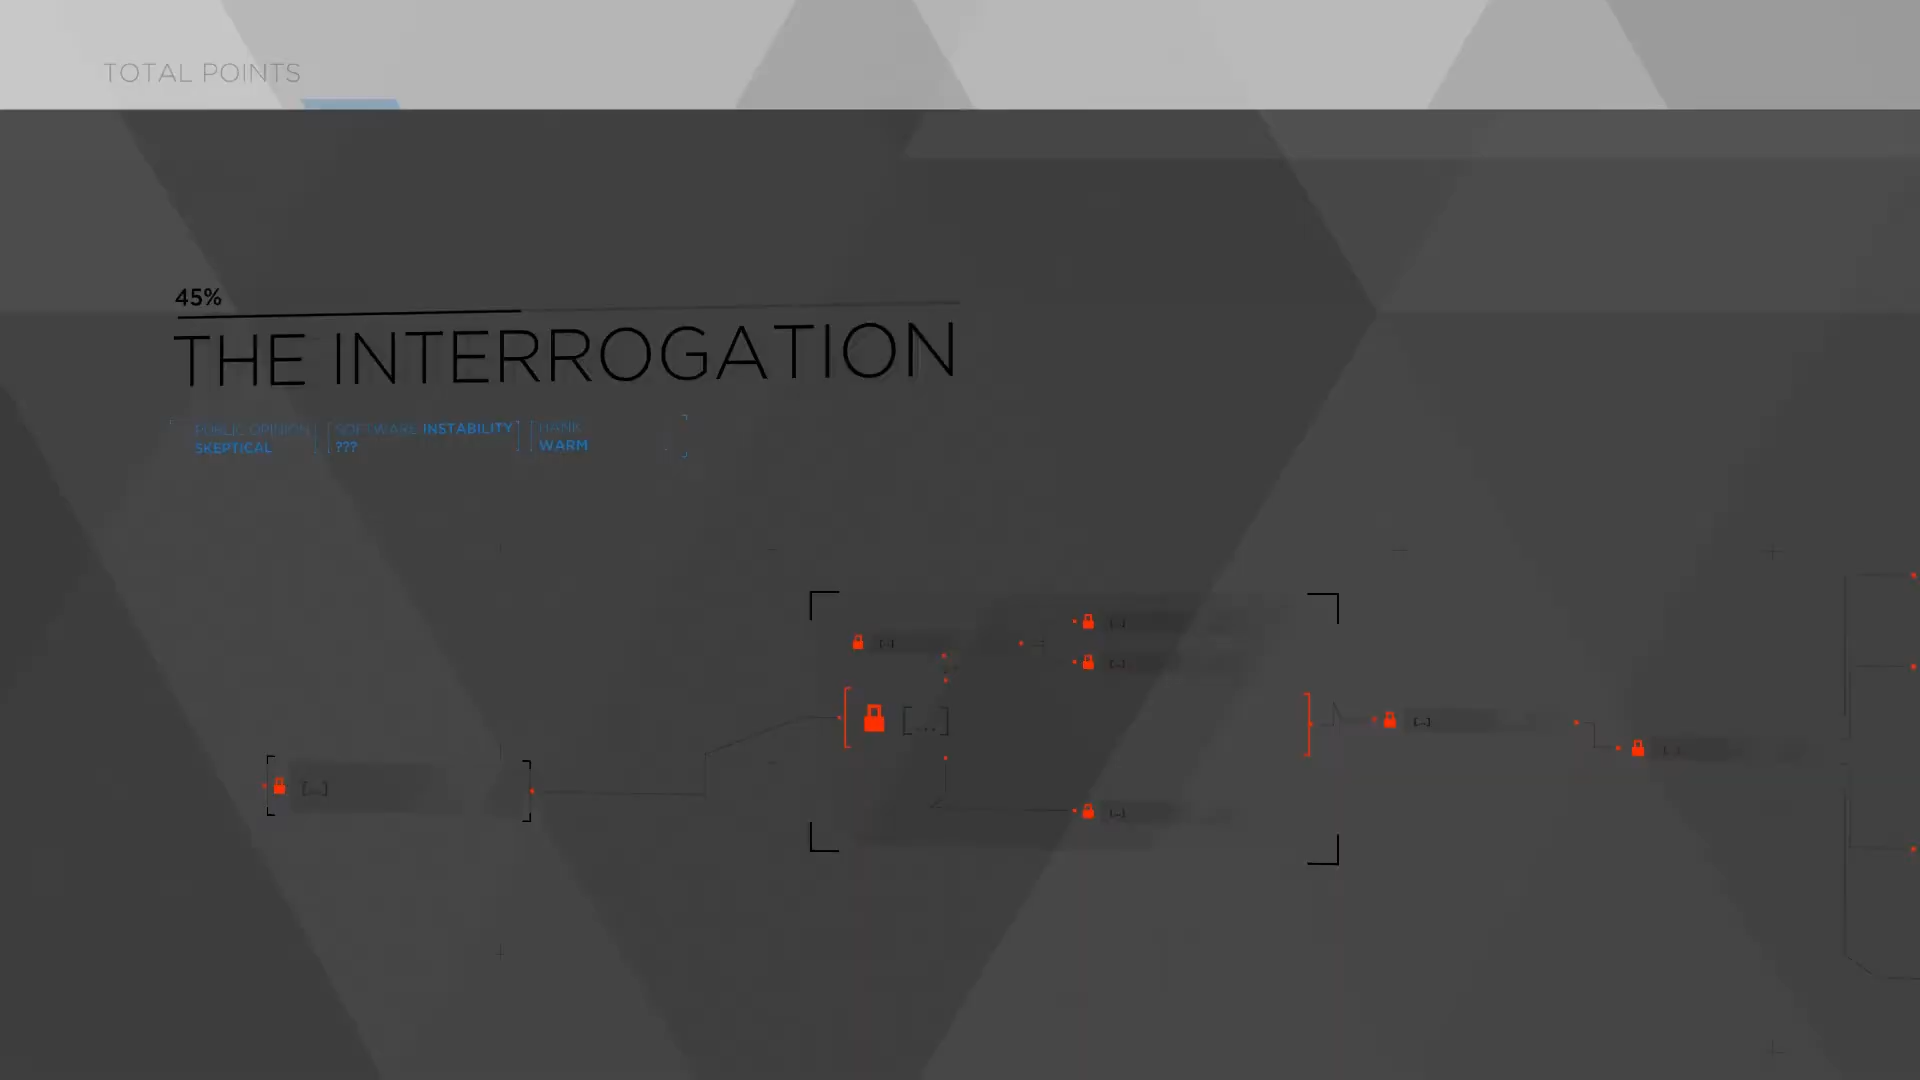 TOTAL POINTS
45%
THE INTERROGATION
PUBLIC OPINION
SKEPTICAL
SOFTWARE INSTABILITY
???
HANK
WARM
[...]
[...]
[...]
[...]
[...]
[...]
[...]
[...]